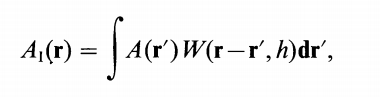 A_I(r) = ∫ A(r′) W(r−r′, h)dr′,